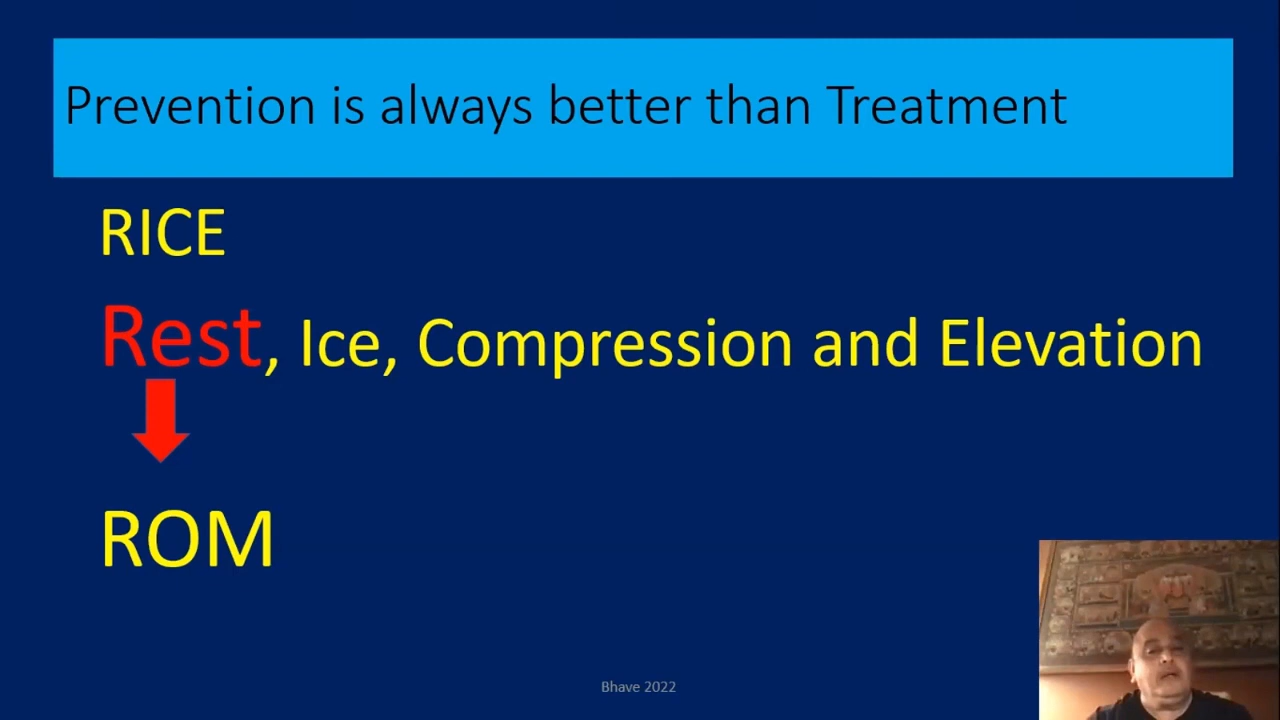 Prevention is always better than Treatment
RICE
Rest, Ice, Compression and Elevation
ROM
Bhave 2022